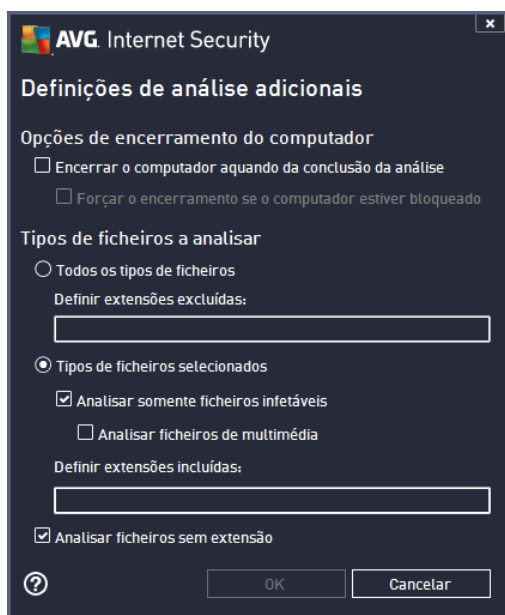 AVG. Internet Security
Definições de análise adicionais
Opções de encerramento do computador
Encerrar o computador aquando da conclusão da análise
Forçar o encerramento se o computador estiver bloqueado
Tipos de ficheiros a analisar
Todos os tipos de ficheiros
Definir extensões excluídas:
Tipos de ficheiros selecionados
Analisar somente ficheiros infetáveis
Analisar ficheiros de multimédia
Definir extensões incluídas:
Analisar ficheiros sem extensão
OK Cancelar